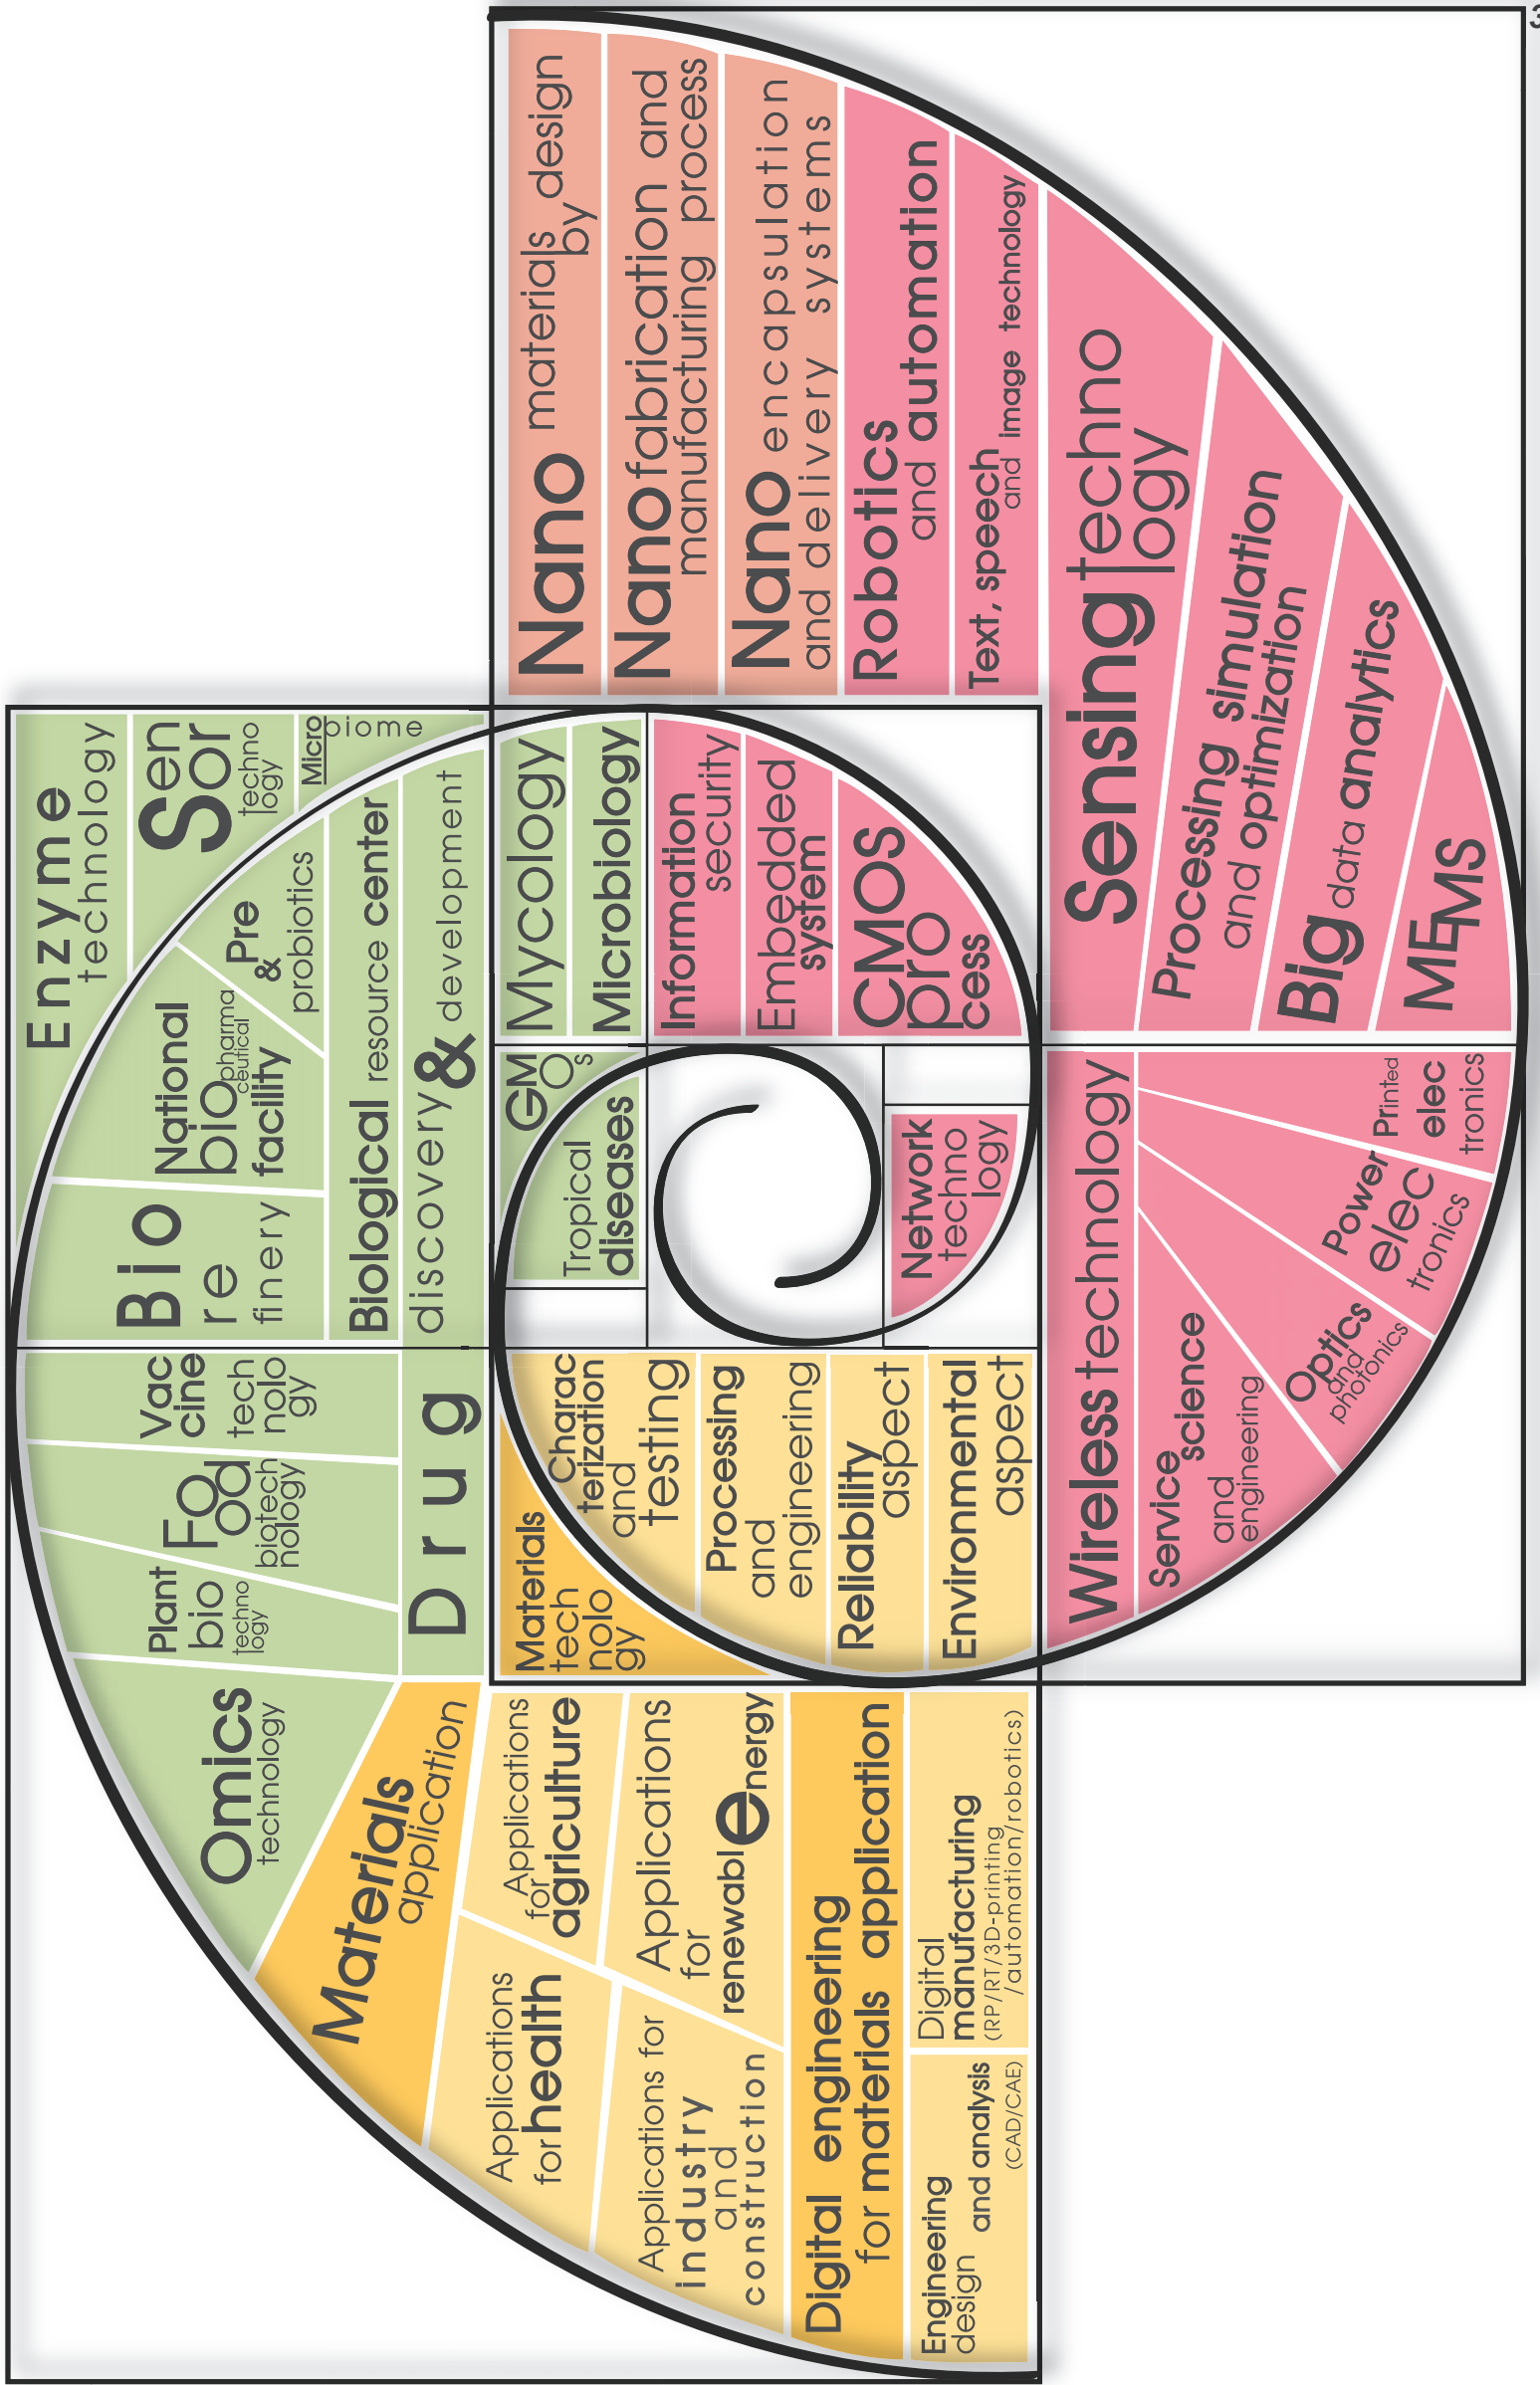 3
Nano materials
by design
Nanofabrication and
manufacturing process
Nano encapsulation
and delivery systems
Robotics
and automation
Text, speech
and image technology
Sensing techno
logy
Processing simulation
and optimization
Big data analytics
MEMS
Enzyme
technology
Sen
Sor
techno
logy
Micro
biome
Pre
&
probiotics
National
bio pharma
ceutical
facility
Bio
re
finery
Biological resource center
Drug
discovery & development
Mycology
Microbiology
Information
security
Embedded
system
CMOS
pro
cess
GM
Os
Tropical
diseases
Network
techno
logy
Wireless technology
Printed
elec
tronics
Power
elec
tronics
Optics
and
photonics
Service
science
and
engineering
Vac
cine
tech
nolo
gy
Food
biotech
nology
Plant
bio
techno
logy
Omics
technology
Materials
tech
nolo
gy
Charac
terization
and
testing
Processing
and
engineering
Reliability
aspect
Environmental
aspect
Materials
application
Applications
for
agriculture
Applications
for
renewable energy
Applications
for health
Applications for
industry
and
construction
Digital engineering
for materials application
Digital
manufacturing
(RP/RT/3D-printing
/automation/robotics)
Engineering
design and analysis
(CAD/CAE)